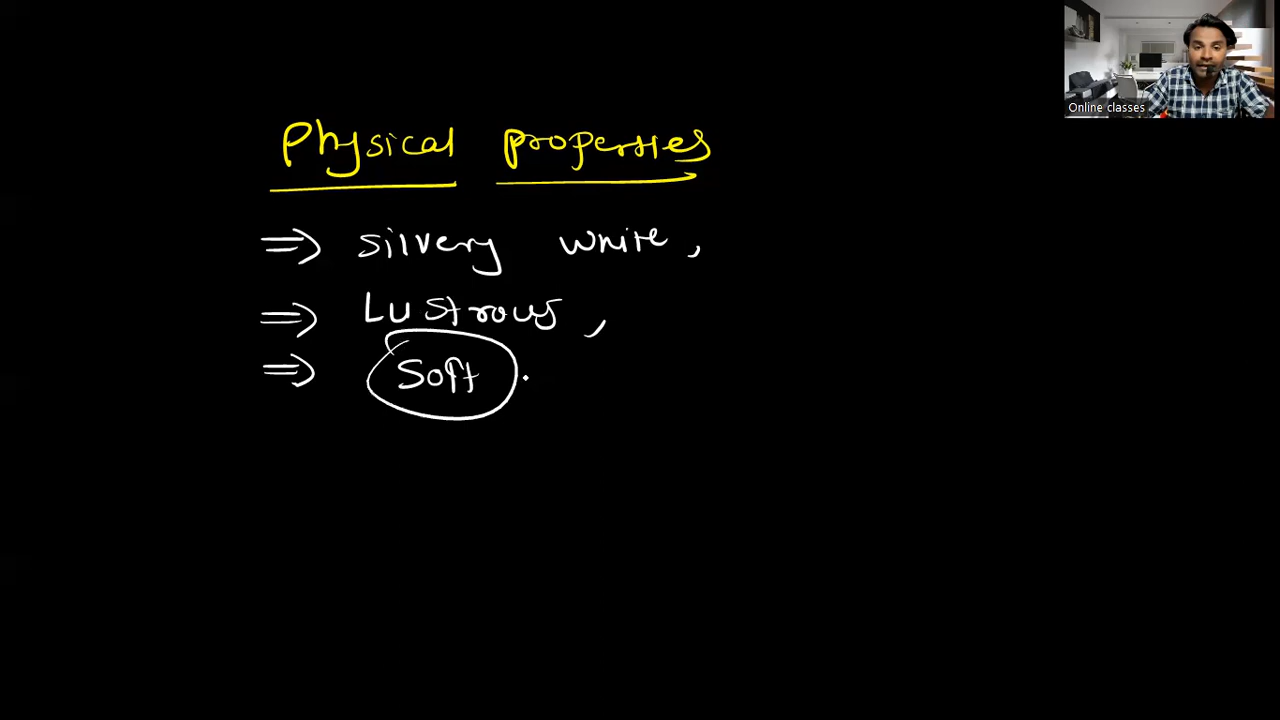 Online classes
Physical properties
⇒ silvery white,
⇒ Lustrous,
⇒ Soft.